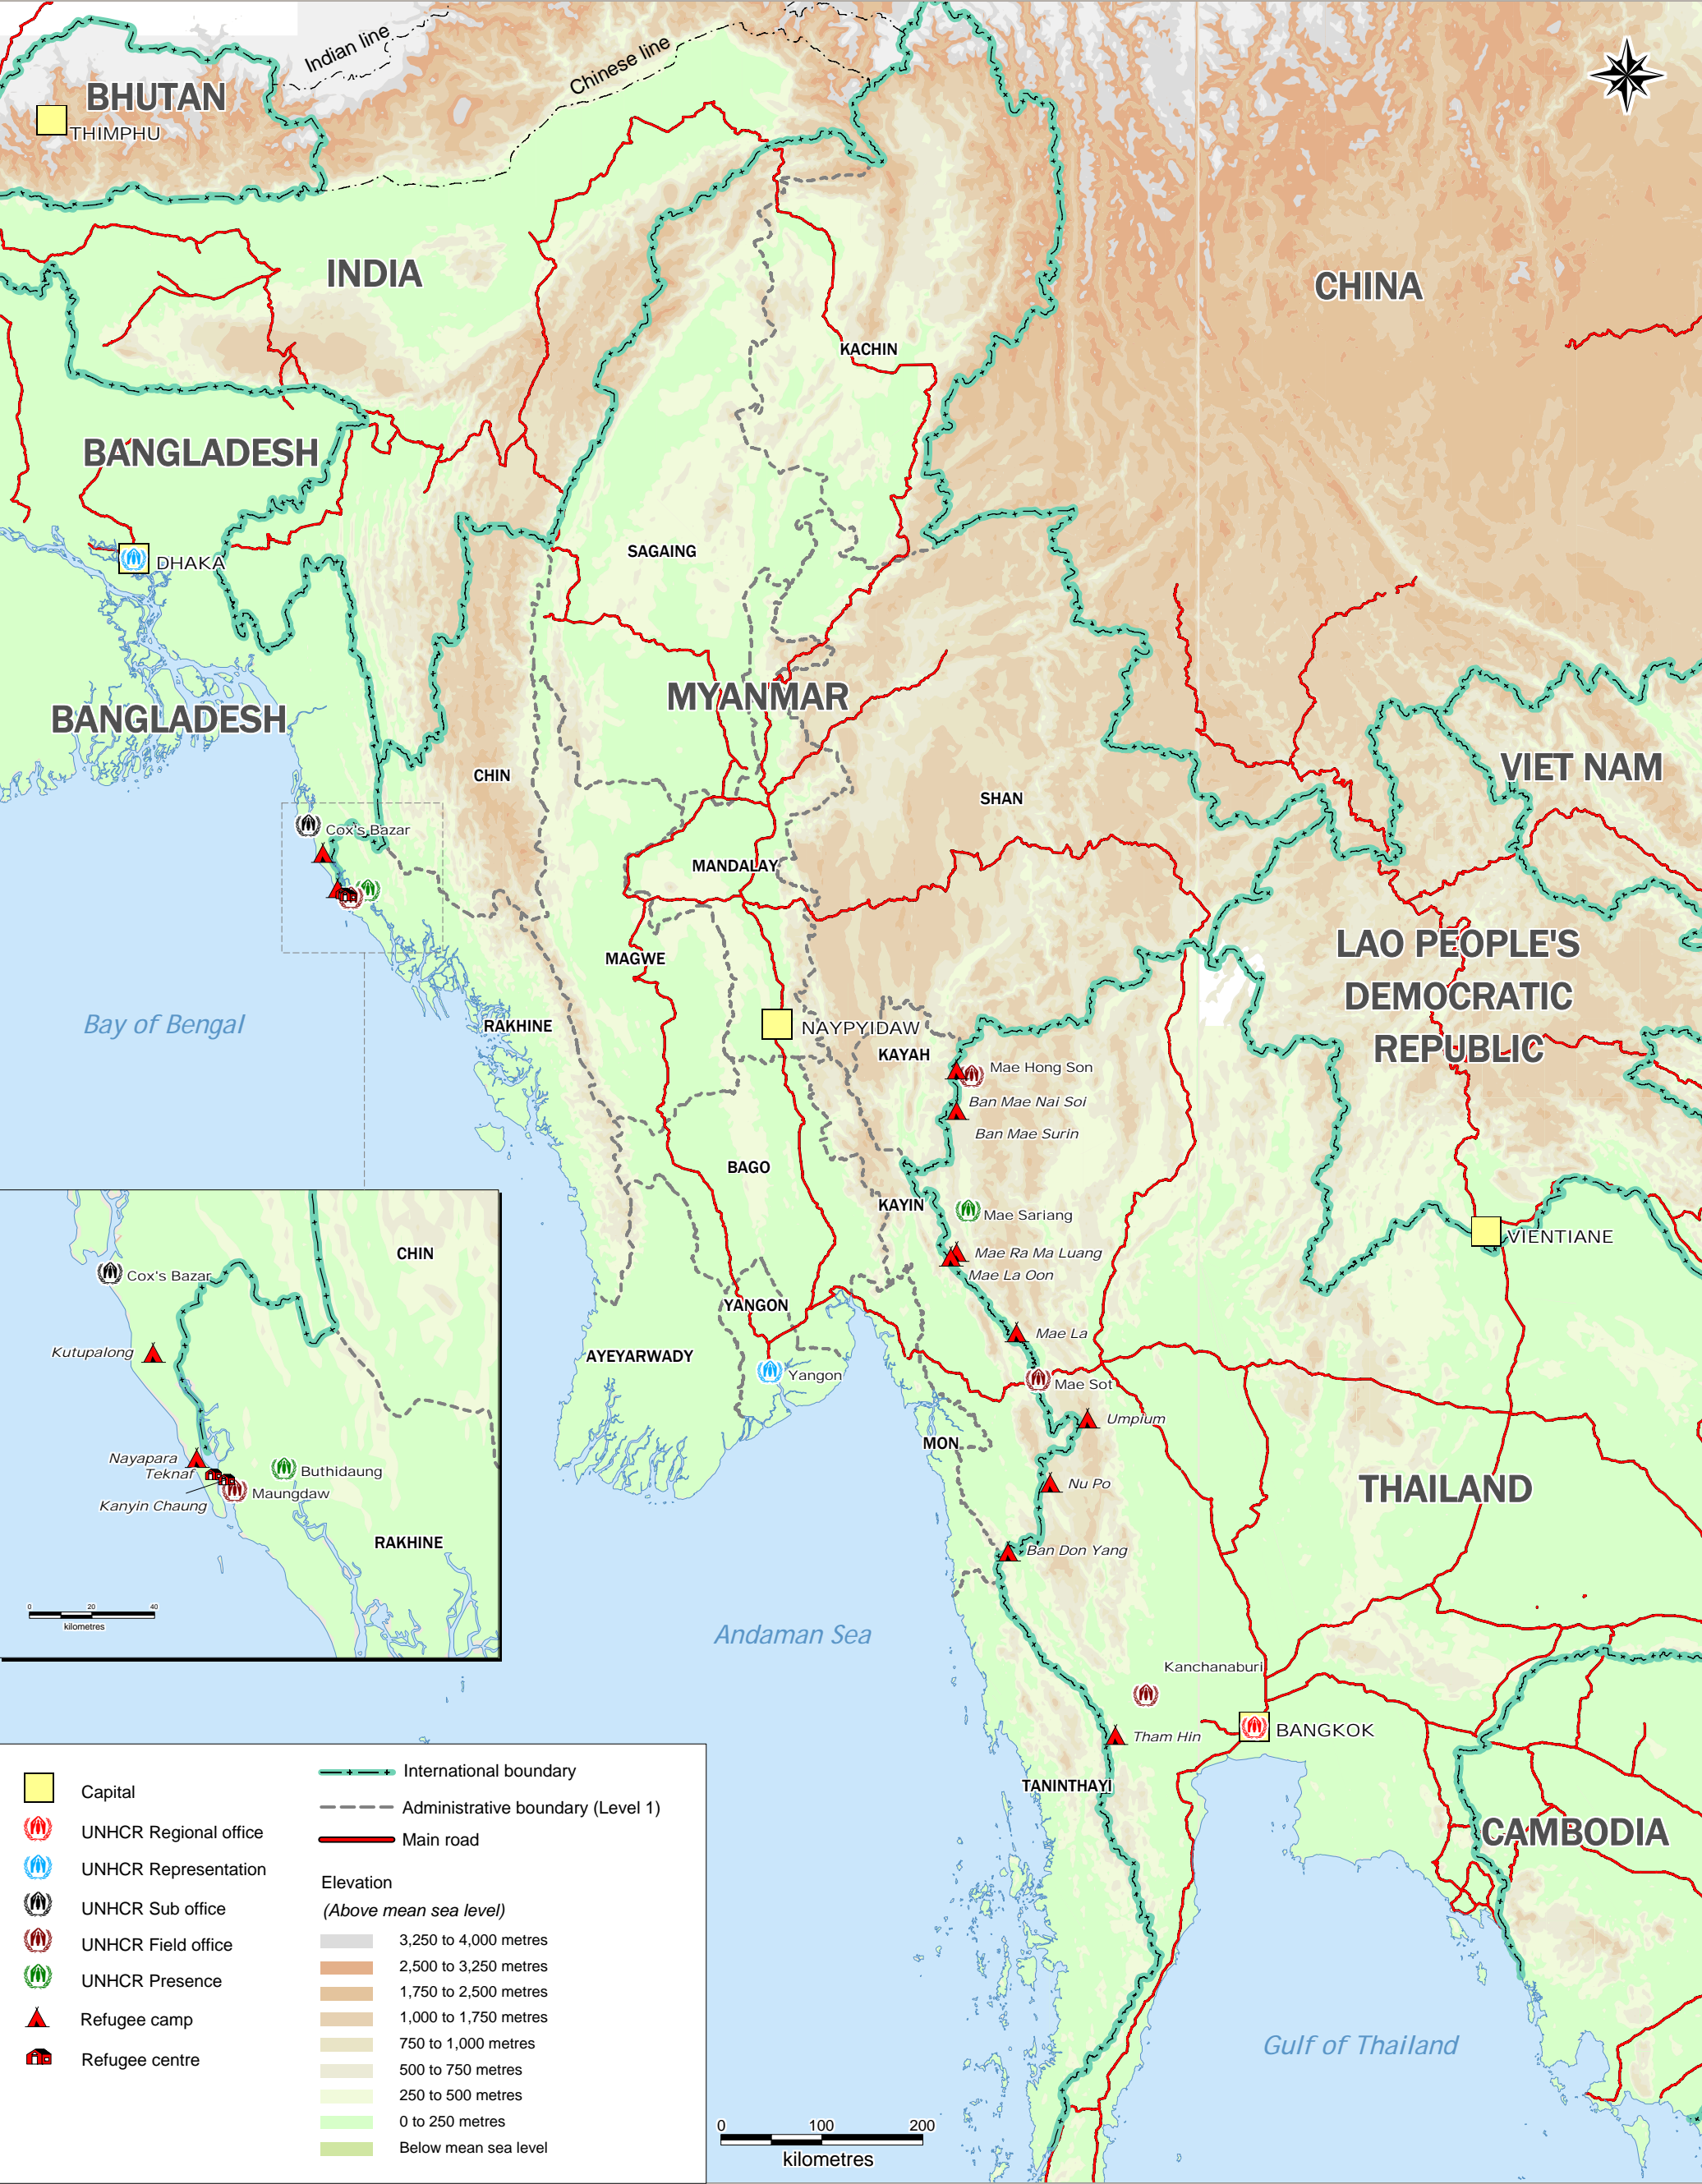 Indian line
Chinese line
BHUTAN
THIMPHU
INDIA
CHINA
KACHIN
BANGLADESH
DHAKA
SAGAING
MYANMAR
BANGLADESH
VIET NAM
CHIN
SHAN
Cox's Bazar
MANDALAY
LAO PEOPLE'S
DEMOCRATIC
REPUBLIC
MAGWE
Bay of Bengal
RAKHINE
NAYPYIDAW
KAYAH
Mae Hong Son
Ban Mae Nai Soi
Ban Mae Surin
BAGO
KAYIN
Mae Sariang
VIENTIANE
Mae Ra Ma Luang
Mae La Oon
YANGON
Mae La
AYEYARWADY
Yangon
Mae Sot
Umpium
MON
Nu Po
THAILAND
Ban Don Yang
Andaman Sea
Kanchanaburi
BANGKOK
Tham Hin
TANINTHAYI
CAMBODIA
Gulf of Thailand
CHIN
Cox's Bazar
Kutupalong
Nayapara
Teknaf
Buthidaung
Maungdaw
Kanyin Chaung
RAKHINE
0 20 40
kilometres
Capital
UNHCR Regional office
UNHCR Representation
UNHCR Sub office
UNHCR Field office
UNHCR Presence
Refugee camp
Refugee centre
International boundary
Administrative boundary (Level 1)
Main road
Elevation
(Above mean sea level)
3,250 to 4,000 metres
2,500 to 3,250 metres
1,750 to 2,500 metres
1,000 to 1,750 metres
750 to 1,000 metres
500 to 750 metres
250 to 500 metres
0 to 250 metres
Below mean sea level
0 100 200
kilometres